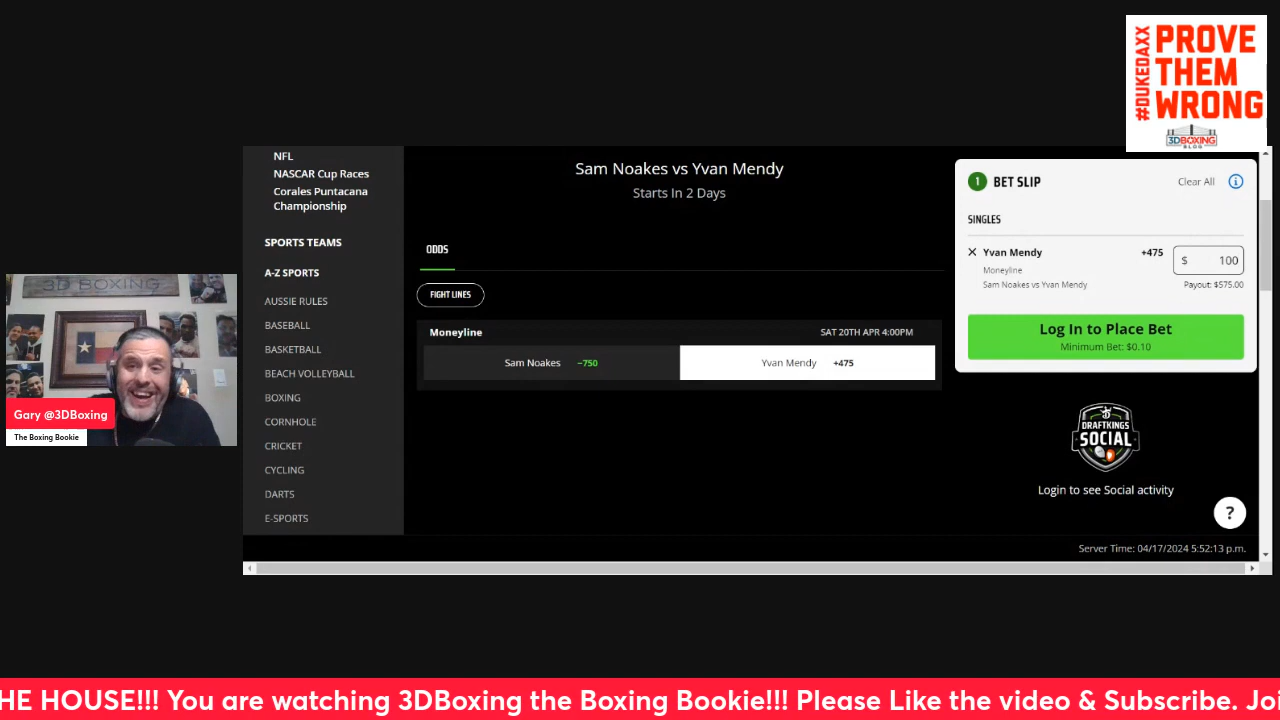 #DUKEDAXX
PROVE
THEM
WRONG
3DBOXING
BLOG
NFL
NASCAR Cup Races
Corales Puntacana
Championship
SPORTS TEAMS
A-Z SPORTS
AUSSIE RULES
BASEBALL
BASKETBALL
BEACH VOLLEYBALL
BOXING
CORNHOLE
CRICKET
CYCLING
DARTS
E-SPORTS
Sam Noakes vs Yvan Mendy
Starts In 2 Days
ODDS
FIGHT LINES
Moneyline SAT 20TH APR 4:00PM
Sam Noakes −750 Yvan Mendy +475
1 BET SLIP Clear All i
SINGLES
Yvan Mendy +475 $ 100
Moneyline
Sam Noakes vs Yvan Mendy Payout: $575.00
Log In to Place Bet
Minimum Bet: $0.10
DRAFTKINGS
SOCIAL
Login to see Social activity
?
Server Time: 04/17/2024 5:52:13 p.m.
3D BOXING
Gary @3DBoxing
The Boxing Bookie
HE HOUSE!!! You are watching 3DBoxing the Boxing Bookie!!! Please Like the video & Subscribe. Joi